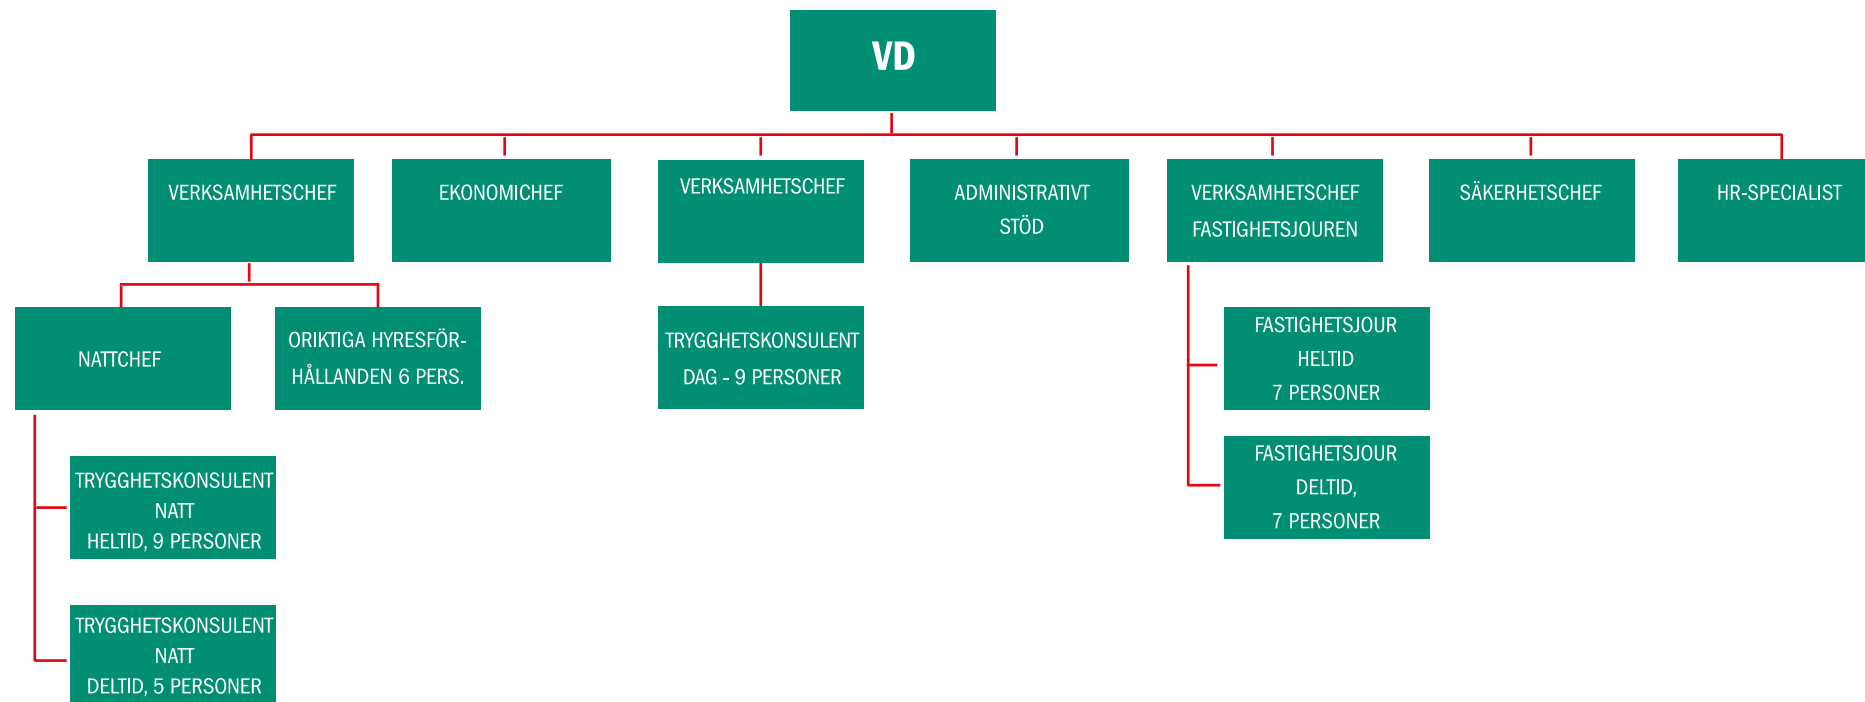 VD
VERKSAMHETSCHEF
EKONOMICHEF
VERKSAMHETSCHEF
ADMINISTRATIVT
STÖD
VERKSAMHETSCHEF
FASTIGHETSJOUREN
SÄKERHETSCHEF
HR-SPECIALIST
NATTCHEF
ORIKTIGA HYRESFÖR-
HÅLLANDEN 6 PERS.
TRYGGHETSKONSULENT
DAG - 9 PERSONER
FASTIGHETSJOUR
HELTID
7 PERSONER
FASTIGHETSJOUR
DELTID,
7 PERSONER
TRYGGHETSKONSULENT
NATT
HELTID, 9 PERSONER
TRYGGHETSKONSULENT
NATT
DELTID, 5 PERSONER